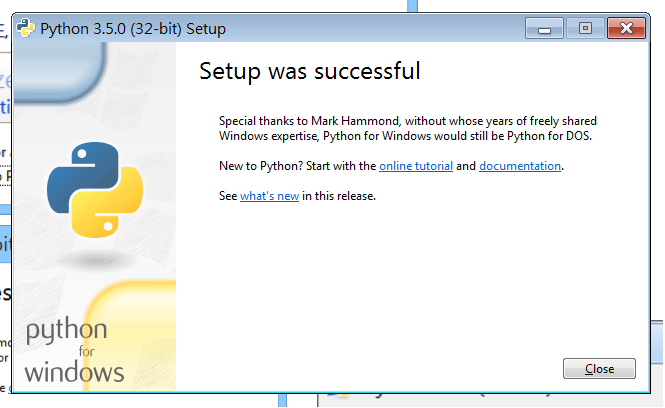 Python 3.5.0 (32-bit) Setup
Setup was successful
Special thanks to Mark Hammond, without whose years of freely shared
Windows expertise, Python for Windows would still be Python for DOS.
New to Python? Start with the online tutorial and documentation.
See what's new in this release.
python
for
windows
Close